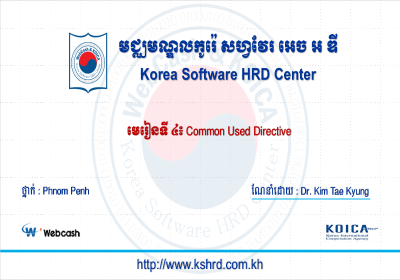 មជ្ឈមណ្ឌលកូរ៉េ សហ្វវែរ អេច អ ឌី
Korea Software HRD Center
មេរៀនទី ៤៖ Common Used Directive
ថ្នាក់ : Phnom Penh
ណែនាំដោយ : Dr. Kim Tae Kyung
Webcash
KOICA
Korea International
Cooperation Agency
http://www.kshrd.com.kh